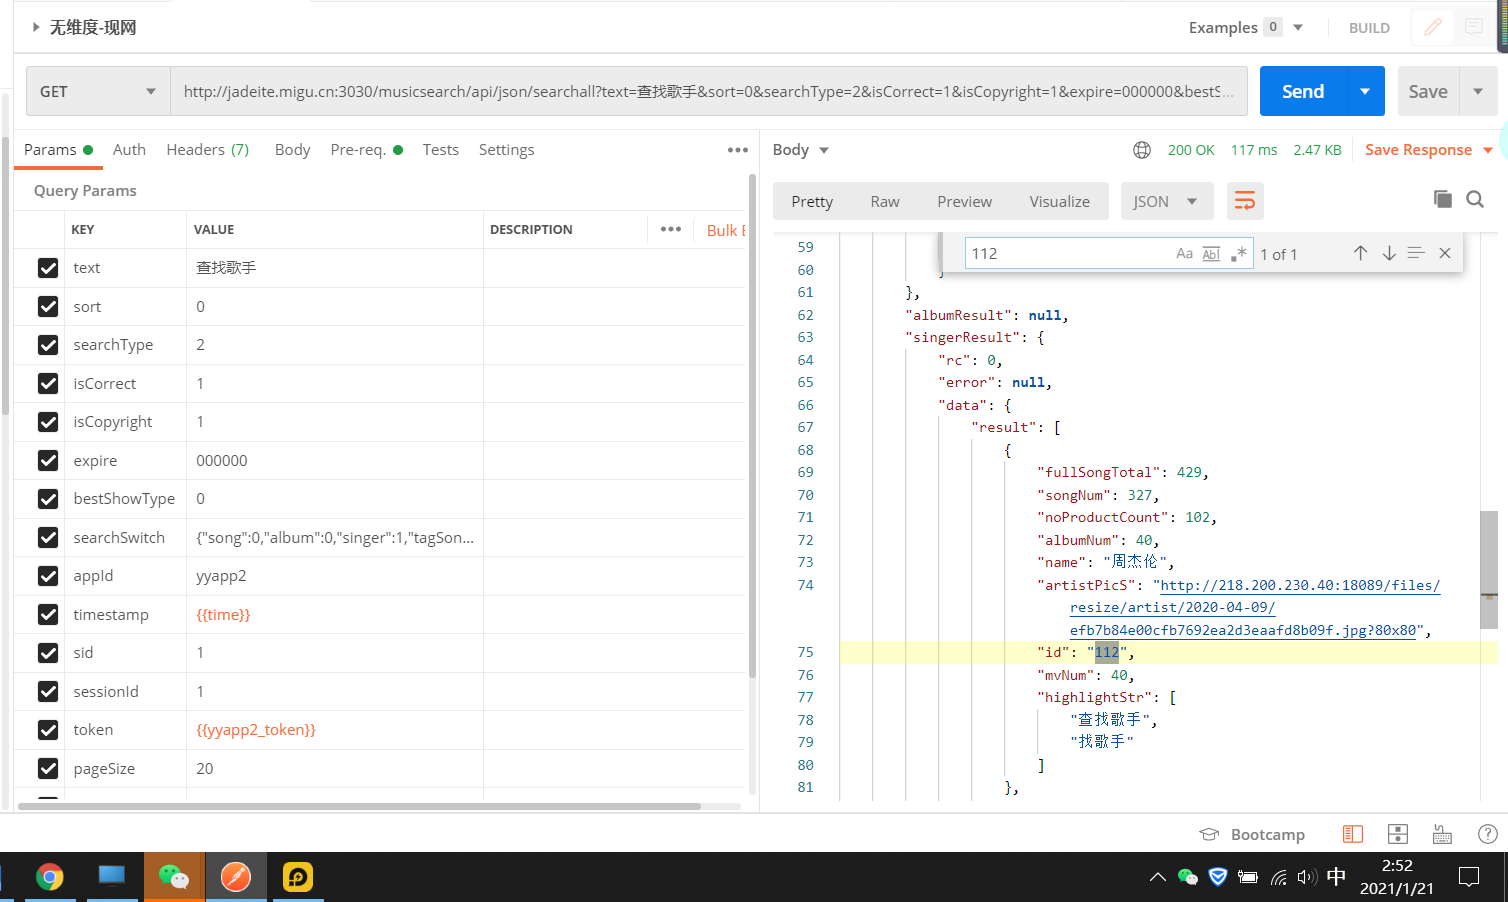 无维度-现网
Examples 0
BUILD
GET
http://jadeite.migu.cn:3030/musicsearch/api/json/searchall?text=查找歌手&sort=0&searchType=2&isCorrect=1&isCopyright=1&expire=000000&bestS...
Send
Save
Params
Auth
Headers (7)
Body
Pre-req.
Tests
Settings
Query Params
KEY VALUE DESCRIPTION
Bulk E
text 查找歌手
sort 0
searchType 2
isCorrect 1
isCopyright 1
expire 000000
bestShowType 0
searchSwitch {"song":0,"album":0,"singer":1,"tagSon...
appId yyapp2
timestamp {{time}}
sid 1
sessionId 1
token {{yyapp2_token}}
pageSize 20
Body
200 OK 117 ms 2.47 KB
Save Response
Pretty Raw Preview Visualize JSON
112
Aa Abl .* 1 of 1
59
60 }
61 },
62 "albumResult": null,
63 "singerResult": {
64 "rc": 0,
65 "error": null,
66 "data": {
67 "result": [
68 {
69 "fullSongTotal": 429,
70 "songNum": 327,
71 "noProductCount": 102,
72 "albumNum": 40,
73 "name": "周杰伦",
74 "artistPicS": "http://218.200.230.40:18089/files/
resize/artist/2020-04-09/
efb7b84e00cfb7692ea2d3eaafd8b09f.jpg?80x80",
75 "id": "112",
76 "mvNum": 40,
77 "highlightStr": [
78 "查找歌手",
79 "找歌手"
80 ]
81 },
Bootcamp
中
2:52
2021/1/21